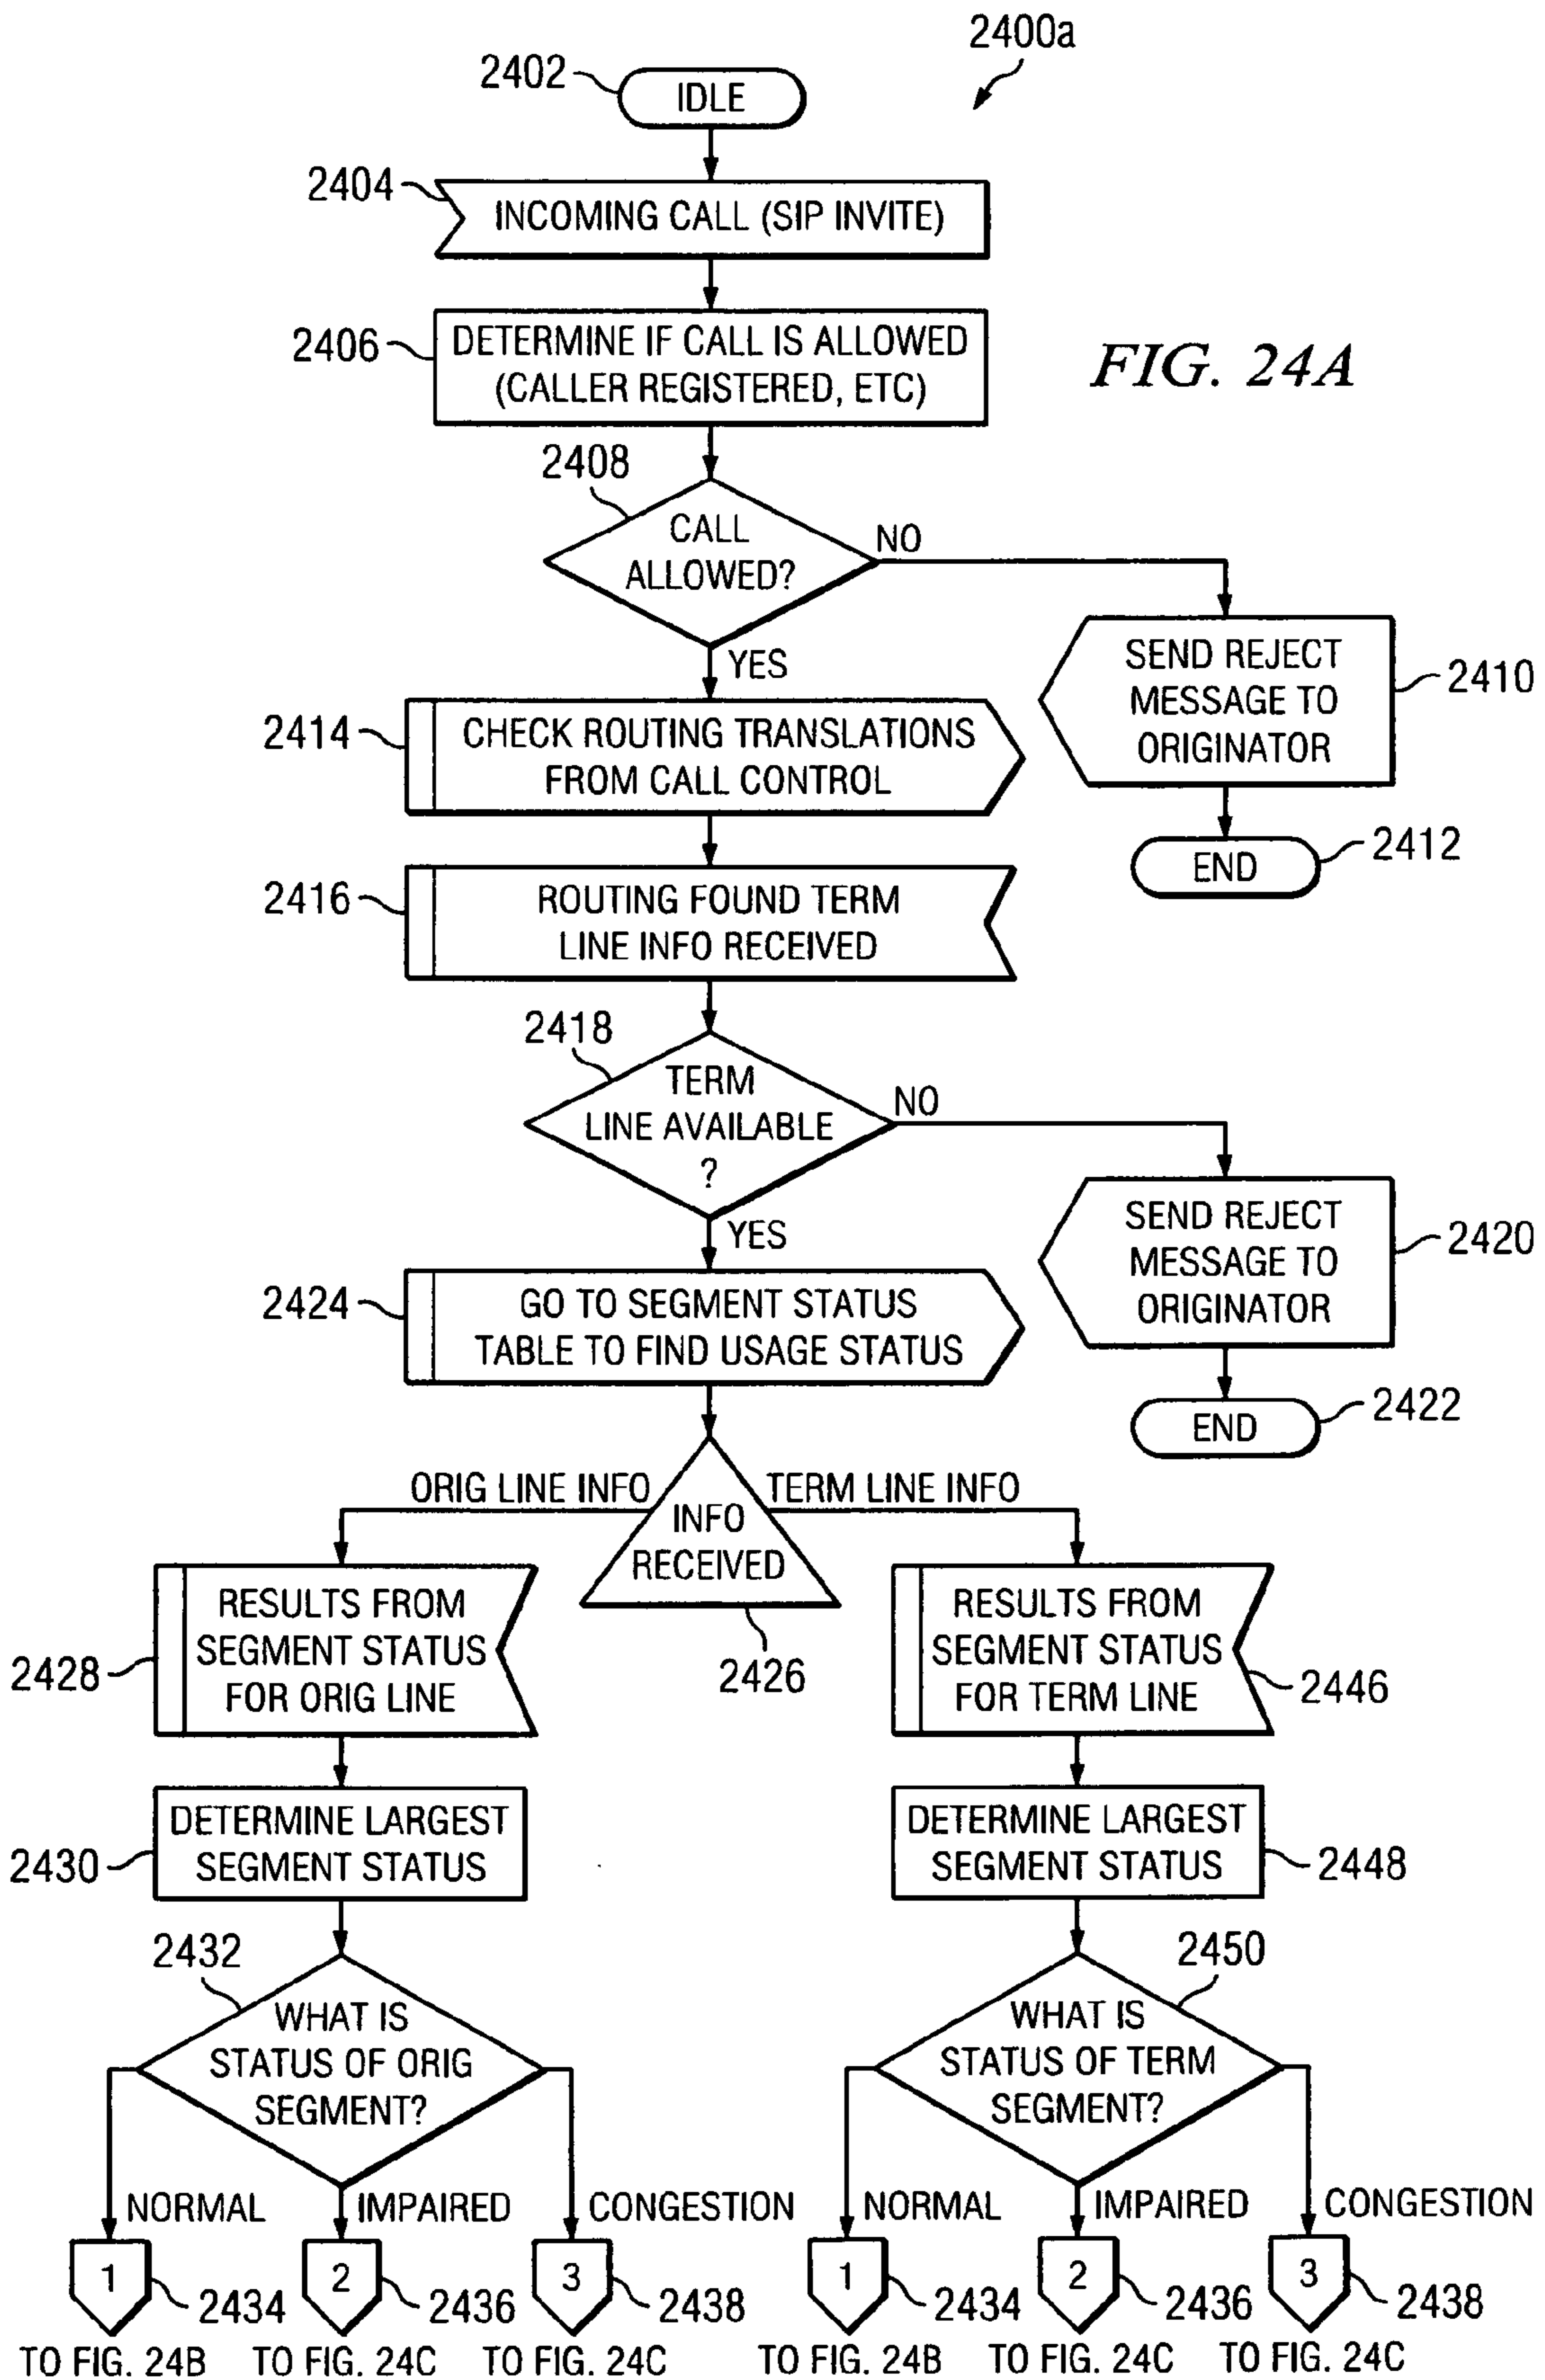 2400a
2402
IDLE
2404
INCOMING CALL (SIP INVITE)
2406
DETERMINE IF CALL IS ALLOWED
(CALLER REGISTERED, ETC)
FIG. 24A
2408
CALL
ALLOWED?
NO
YES
SEND REJECT
MESSAGE TO
ORIGINATOR
2410
2414
CHECK ROUTING TRANSLATIONS
FROM CALL CONTROL
END
2412
2416
ROUTING FOUND TERM
LINE INFO RECEIVED
2418
TERM
LINE AVAILABLE
?
NO
YES
SEND REJECT
MESSAGE TO
ORIGINATOR
2420
2424
GO TO SEGMENT STATUS
TABLE TO FIND USAGE STATUS
END
2422
ORIG LINE INFO
TERM LINE INFO
INFO
RECEIVED
2426
2428
RESULTS FROM
SEGMENT STATUS
FOR ORIG LINE
RESULTS FROM
SEGMENT STATUS
FOR TERM LINE
2446
2430
DETERMINE LARGEST
SEGMENT STATUS
DETERMINE LARGEST
SEGMENT STATUS
2448
2432
WHAT IS
STATUS OF ORIG
SEGMENT?
2450
WHAT IS
STATUS OF TERM
SEGMENT?
NORMAL
IMPAIRED
CONGESTION
NORMAL
IMPAIRED
CONGESTION
1
2434
2
2436
3
2438
1
2434
2
2436
3
2438
TO FIG. 24B
TO FIG. 24C
TO FIG. 24C
TO FIG. 24B
TO FIG. 24C
TO FIG. 24C